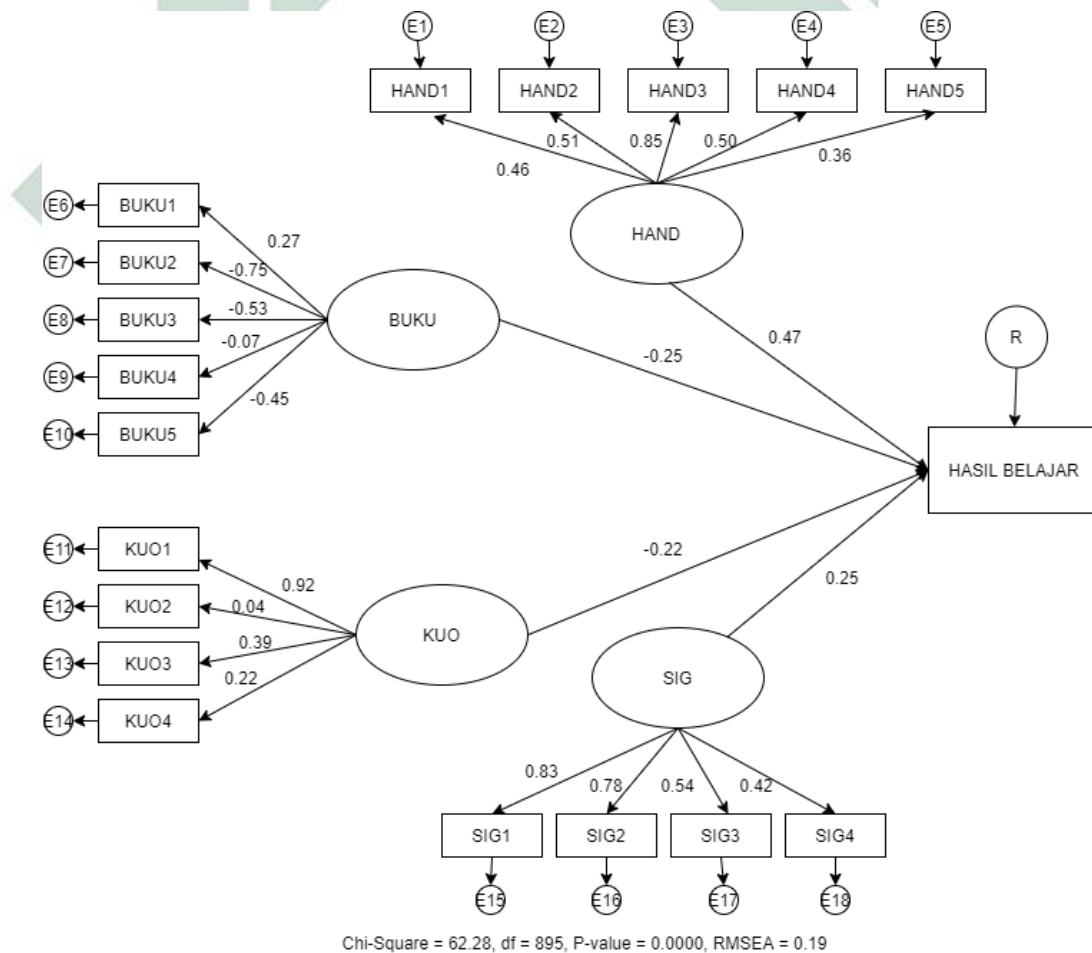 E1 E2 E3 E4 E5
HAND1 HAND2 HAND3 HAND4 HAND5
0.46 0.51 0.85 0.50 0.36
HAND
0.47
E6 BUKU1
E7 BUKU2
E8 BUKU3
E9 BUKU4
E10 BUKU5
0.27
-0.75
-0.53
-0.07
-0.45
BUKU
-0.25
R
HASIL BELAJAR
E11 KUO1
E12 KUO2
E13 KUO3
E14 KUO4
0.92
0.04
0.39
0.22
KUO
-0.22
0.25
SIG
0.83 0.78 0.54 0.42
SIG1 SIG2 SIG3 SIG4
E15 E16 E17 E18
Chi-Square = 62.28, df = 895, P-value = 0.0000, RMSEA = 0.19